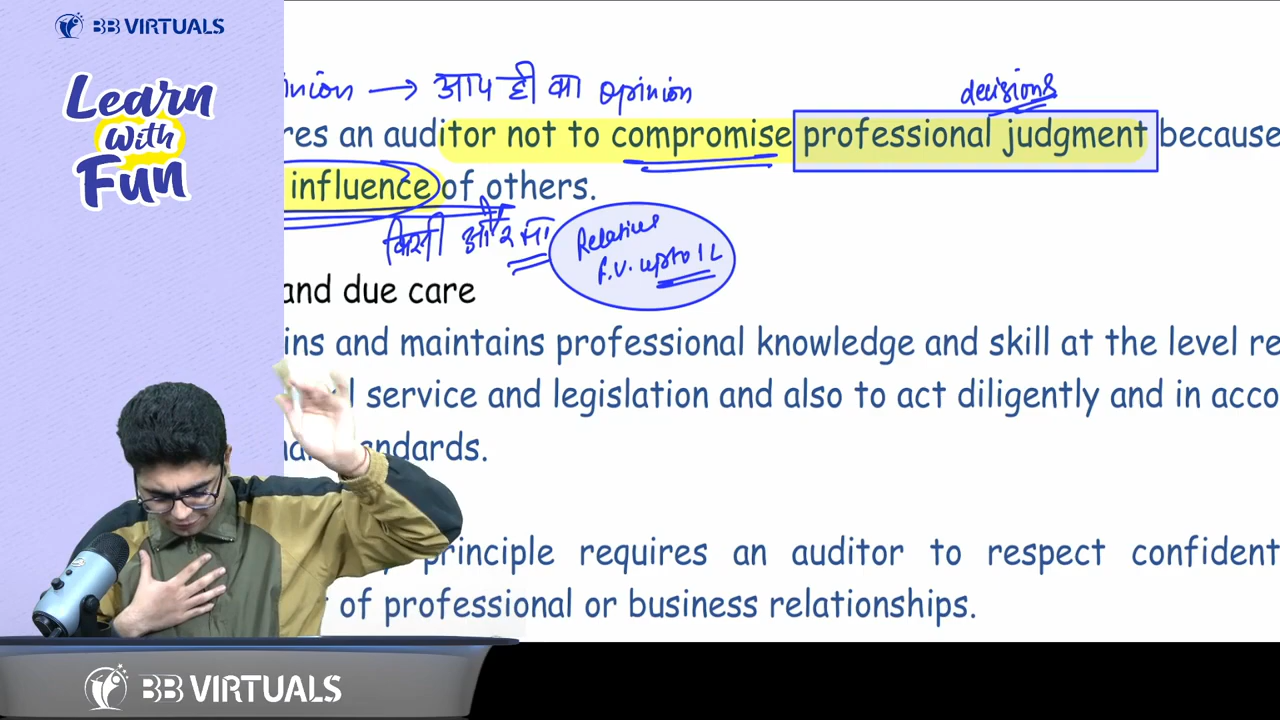 BB VIRTUALS
Learn
With
Fun
inion → आप ही का opinion
decisions
res an auditor not to compromise professional judgment because
influence of others.
किसी और का
Relative
f.v. upto 1L
and due care
ins and maintains professional knowledge and skill at the level re
l service and legislation and also to act diligently and in acco
standards.
principle requires an auditor to respect confident
of professional or business relationships.
BB VIRTUALS